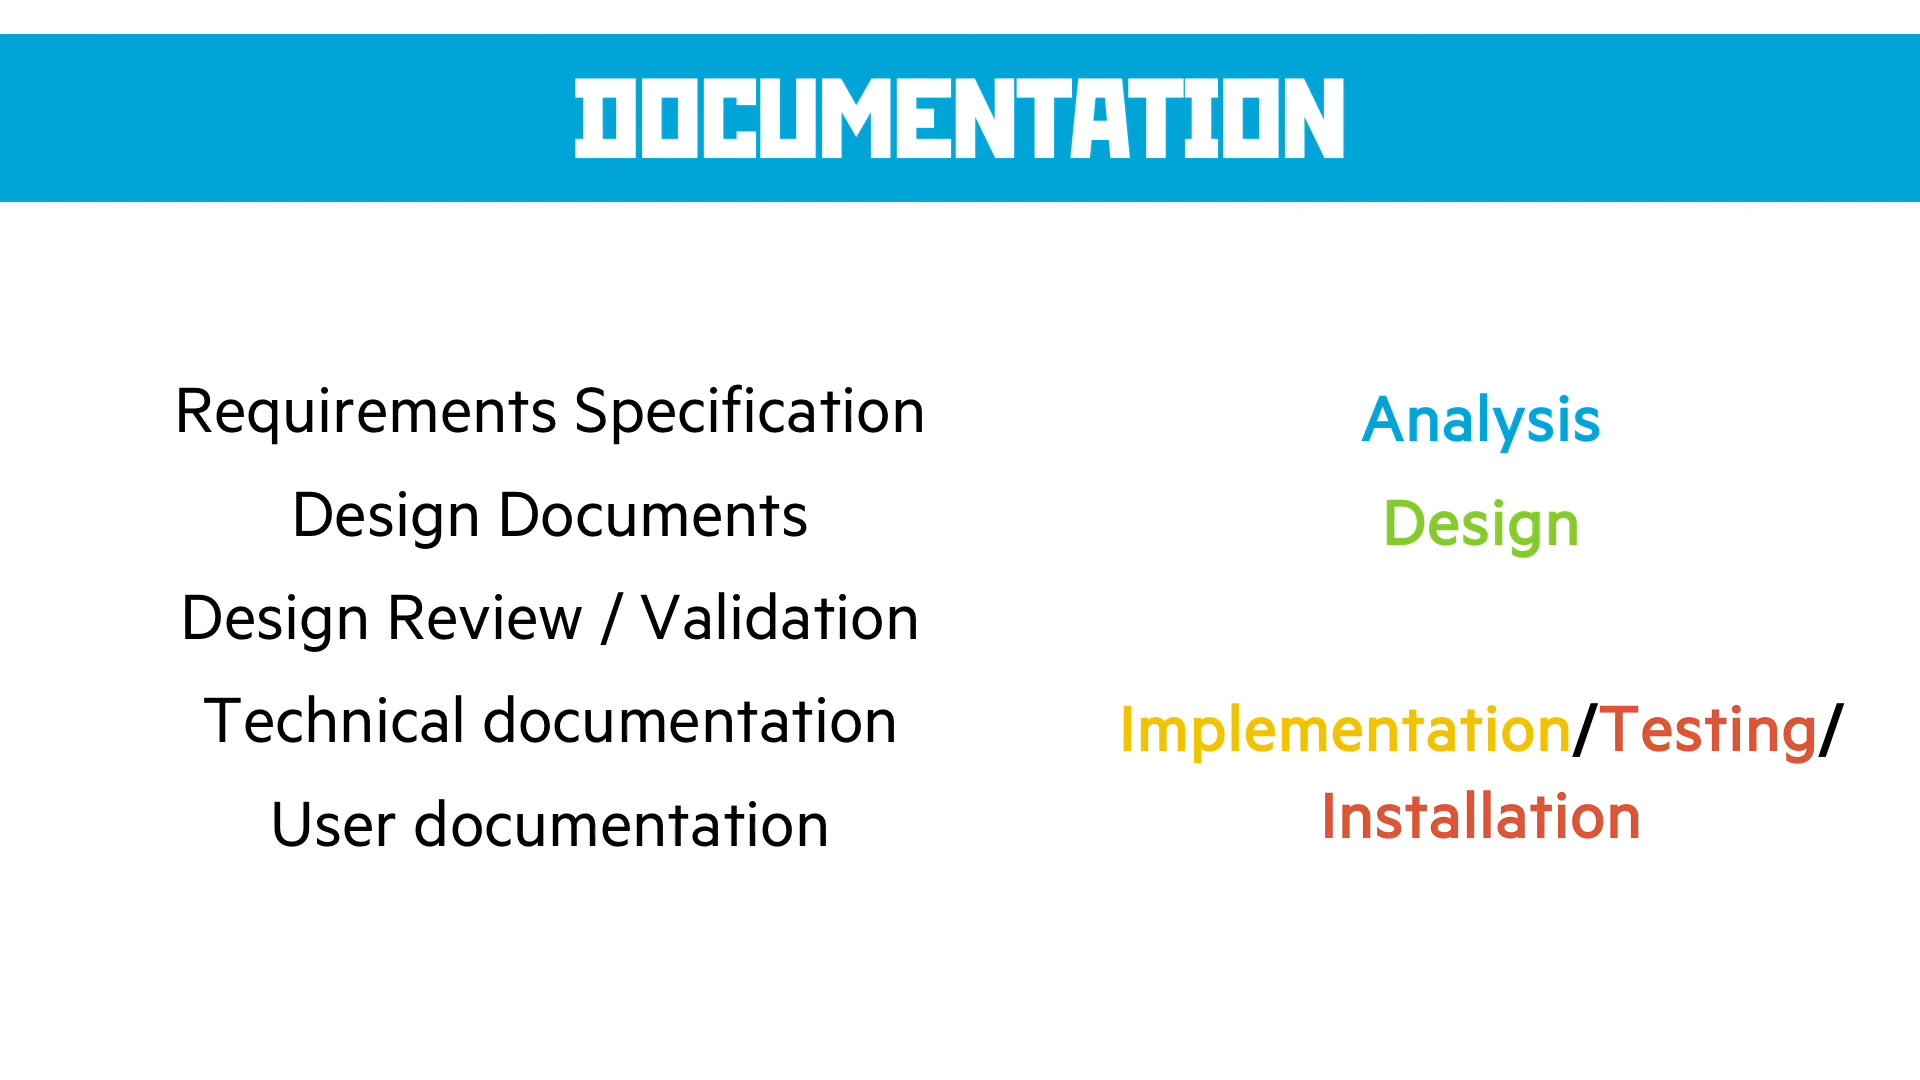 DOCUMENTATION
Requirements Specification
Analysis
Design Documents
Design
Design Review / Validation
Technical documentation
Implementation/Testing/
Installation
User documentation